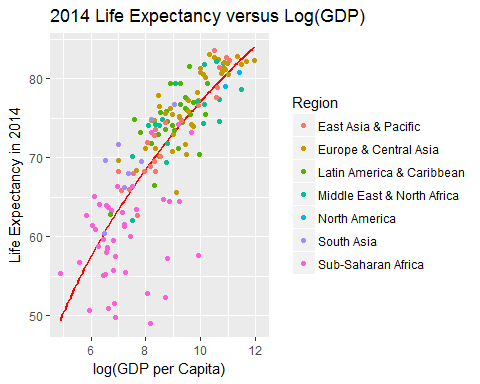 2014 Life Expectancy versus Log(GDP)
Life Expectancy in 2014
80
70
60
50
6 8 10 12
log(GDP per Capita)
Region
East Asia & Pacific
Europe & Central Asia
Latin America & Caribbean
Middle East & North Africa
North America
South Asia
Sub-Saharan Africa